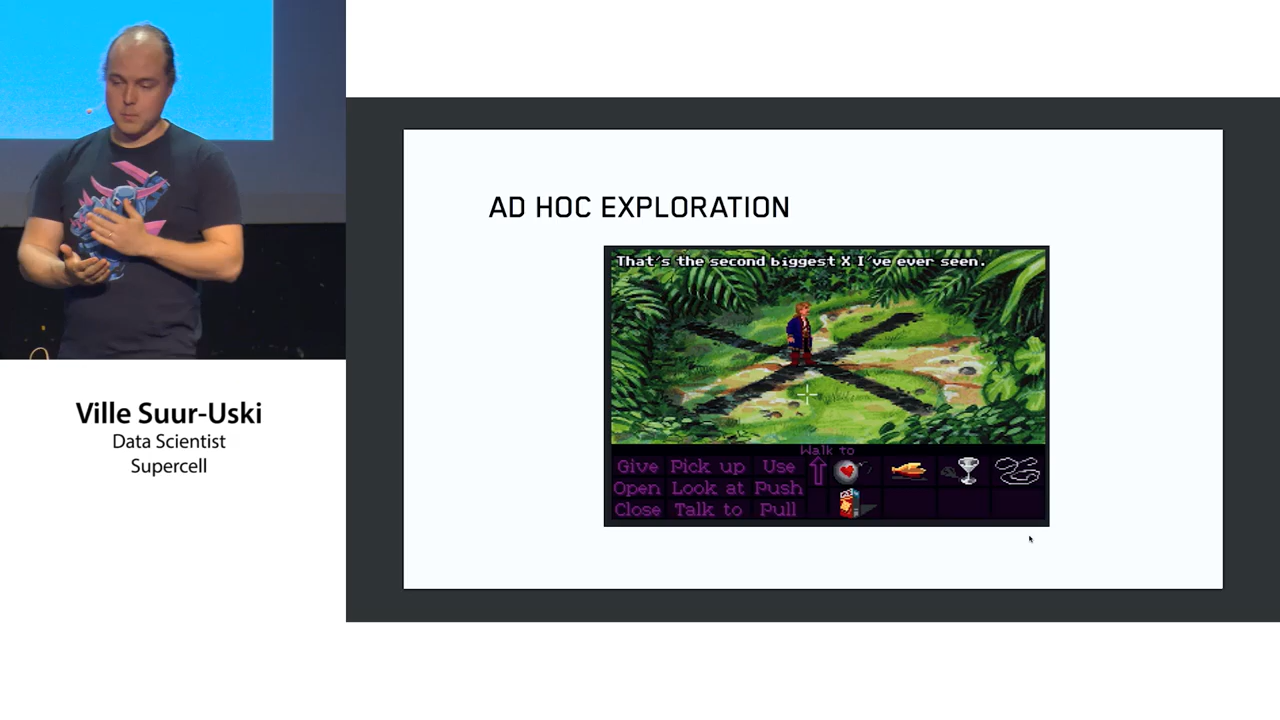 AD HOC EXPLORATION
That's the second biggest X I've ever seen.
Walk to
Give Pick up Use
Open Look at Push
Close Talk to Pull
Ville Suur-Uski
Data Scientist
Supercell